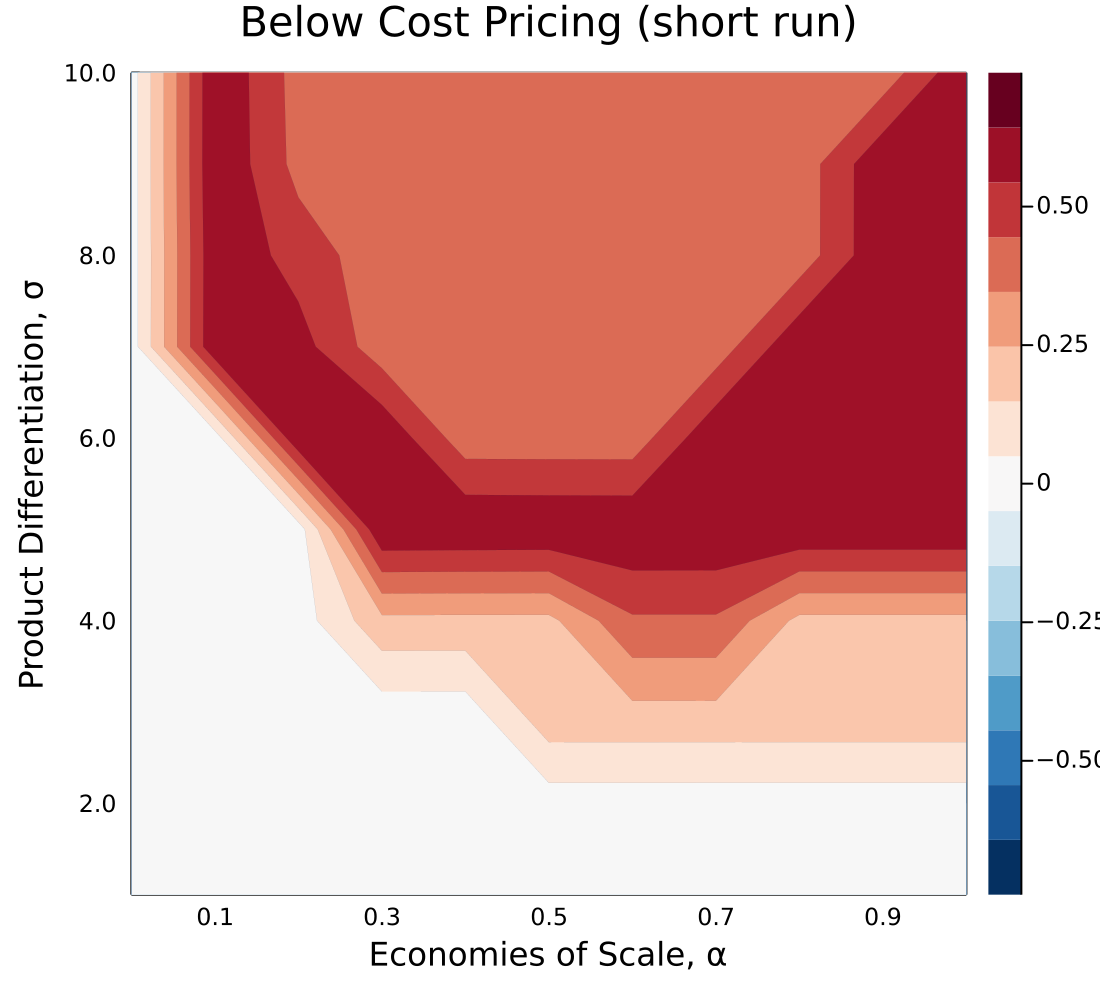 Below Cost Pricing (short run)
10.0
8.0
6.0
4.0
2.0
Product Differentiation, σ
0.1 0.3 0.5 0.7 0.9
Economies of Scale, α
0.50
0.25
0
−0.25
−0.50